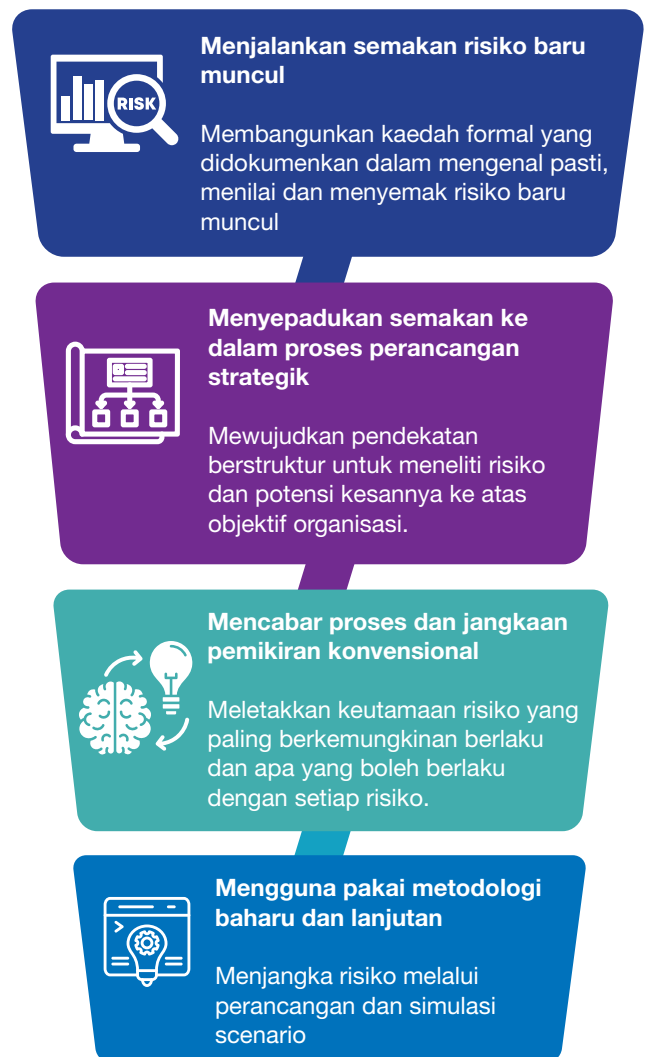 RISK
Menjalankan semakan risiko baru
muncul
Membangunkan kaedah formal yang
didokumenkan dalam mengenal pasti,
menilai dan menyemak risiko baru
muncul
Menyepadukan semakan ke
dalam proses perancangan
strategik
Mewujudkan pendekatan
berstruktur untuk meneliti risiko
dan potensi kesannya ke atas
objektif organisasi.
Mencabar proses dan jangkaan
pemikiran konvensional
Meletakkan keutamaan risiko yang
paling berkemungkinan berlaku
dan apa yang boleh berlaku
dengan setiap risiko.
Mengguna pakai metodologi
baharu dan lanjutan
Menjangka risiko melalui
perancangan dan simulasi
scenario